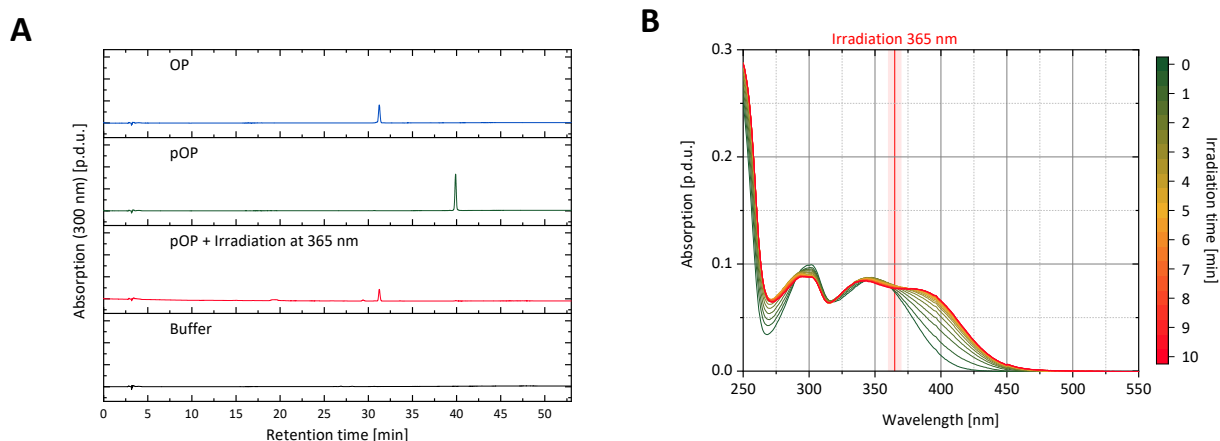 A
OP
pOP
pOP + Irradiation at 365 nm
Buffer
Absorption (300 nm) [p.d.u.]
0 5 10 15 20 25 30 35 40 45 50
Retention time [min]
B
Irradiation 365 nm
0.3
0.2
0.1
0.0
Absorption [p.d.u.]
250 300 350 400 450 500 550
Wavelength [nm]
0
1
2
3
4
5
6
7
8
9
10
Irradiation time [min]